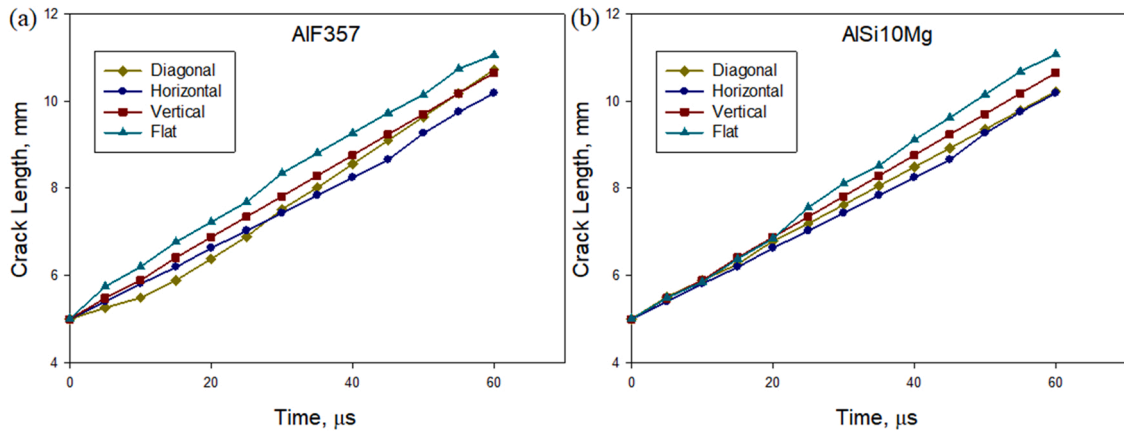 (a)
AlF357
Crack Length, mm
12
10
8
6
4
Diagonal
Horizontal
Vertical
Flat
0
20
40
60
Time, μs
(b)
AlSi10Mg
Crack Length, mm
12
10
8
6
4
Diagonal
Horizontal
Vertical
Flat
0
20
40
60
Time, μs